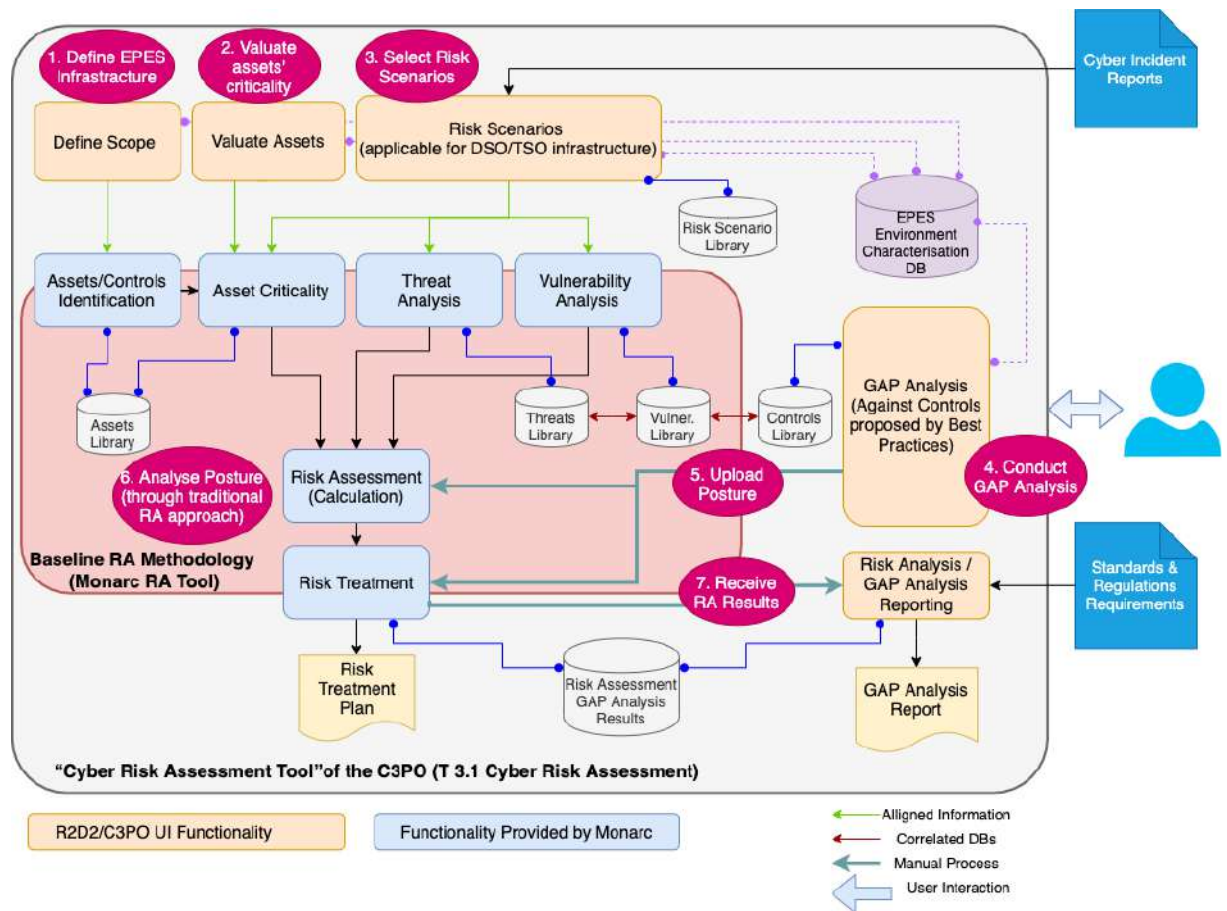 1. Define EPES
Infrastracture
2. Valuate
assets'
criticality
3. Select Risk
Scenarios
Cyber Incident
Reports
Define Scope
Valuate Assets
Risk Scenarios
(applicable for DSO/TSO infrastructure)
Risk Scenario
Library
EPES
Environment
Characterisation
DB
Assets/Controls
Identification
Asset Criticality
Threat
Analysis
Vulnerability
Analysis
Assets
Library
Threats
Library
Vulner.
Library
Controls
Library
GAP Analysis
(Against Controls
proposed by Best
Practices)
6. Analyse Posture
(through traditional
RA approach)
Risk Assessment
(Calculation)
5. Upload
Posture
4. Conduct
GAP Analysis
Baseline RA Methodology
(Monarc RA Tool)
Risk Treatment
7. Receive
RA Results
Risk Analysis /
GAP Analysis
Reporting
Standards &
Regulations
Requirements
Risk
Treatment
Plan
Risk Assessment
GAP Analysis
Results
GAP Analysis
Report
“Cyber Risk Assessment Tool”of the C3PO (T 3.1 Cyber Risk Assessment)
R2D2/C3PO UI Functionality
Functionality Provided by Monarc
Alligned Information
Correlated DBs
Manual Process
User Interaction